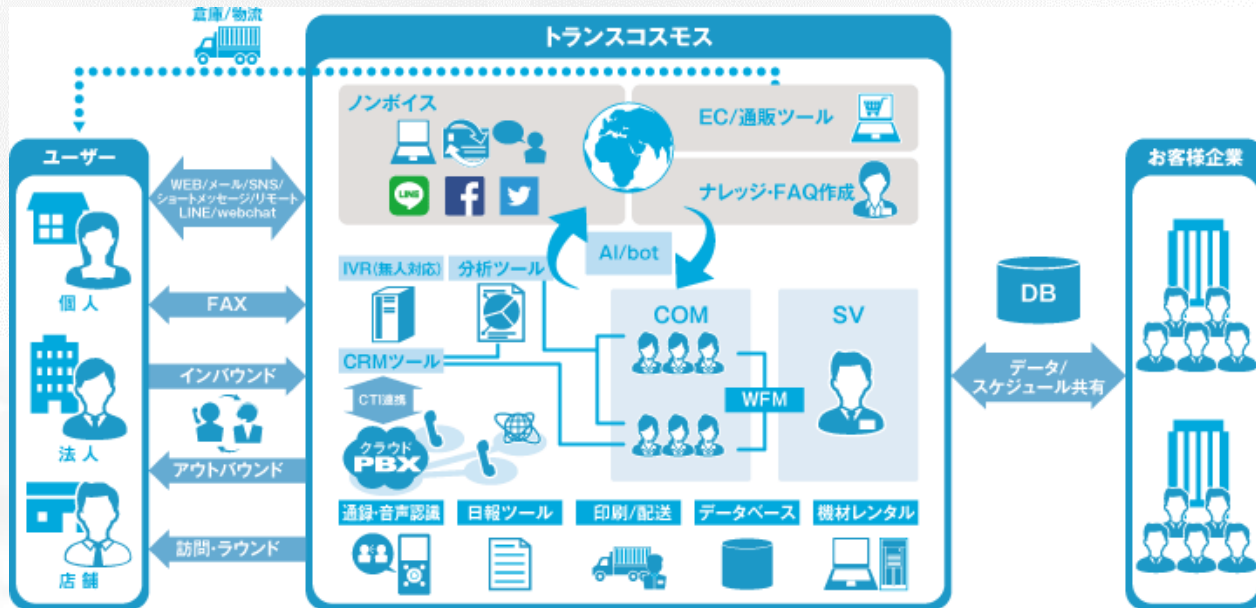 倉庫/物流
トランスコスモス
ノンボイス
LINE
EC/通販ツール
ナレッジ・FAQ作成
ユーザー
個人
法人
店舗
WEB/メール/SNS/
ショートメッセージ/リモート
LINE/webchat
FAX
インバウンド
アウトバウンド
訪問・ラウンド
AI/bot
IVR(無人対応)
分析ツール
CRMツール
CTI連携
クラウド
PBX
COM
SV
WFM
通録・音声認識
日報ツール
印刷/配送
データベース
機材レンタル
DB
データ/
スケジュール共有
お客様企業